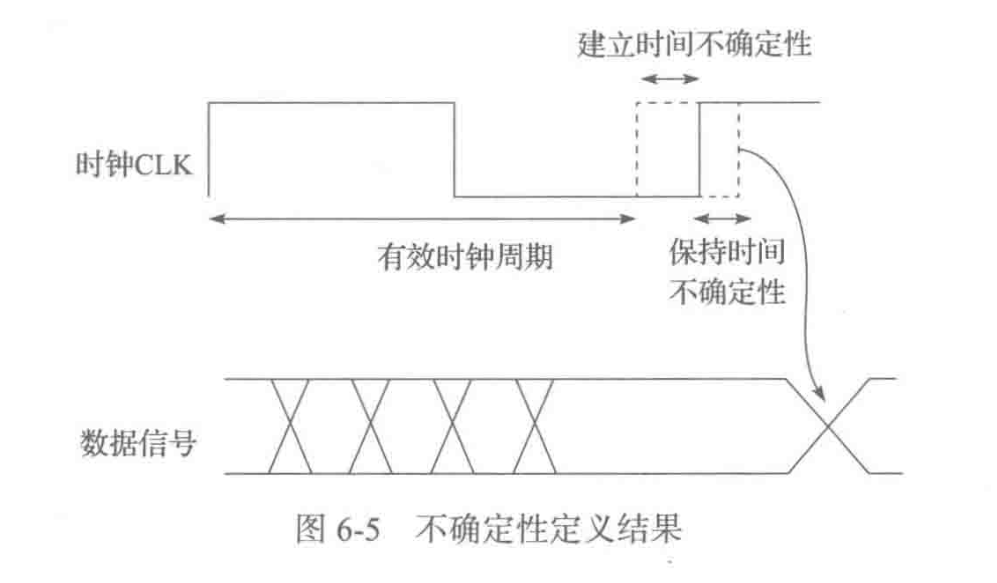 建立时间不确定性
时钟CLK
有效时钟周期
保持时间
不确定性
数据信号
图 6-5 不确定性定义结果